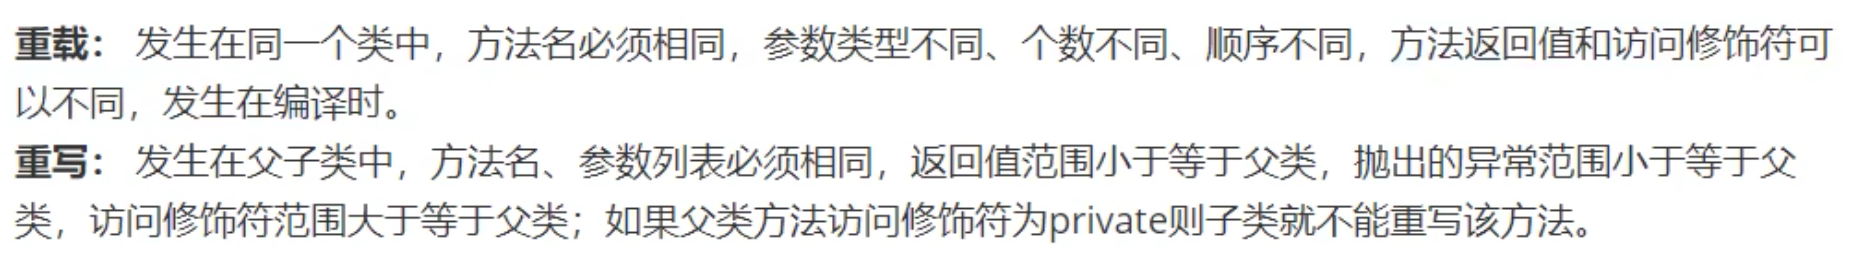 重载： 发生在同一个类中，方法名必须相同，参数类型不同、个数不同、顺序不同，方法返回值和访问修饰符可
以不同，发生在编译时。
重写： 发生在父子类中，方法名、参数列表必须相同，返回值范围小于等于父类，抛出的异常范围小于等于父
类，访问修饰符范围大于等于父类；如果父类方法访问修饰符为private则子类就不能重写该方法。